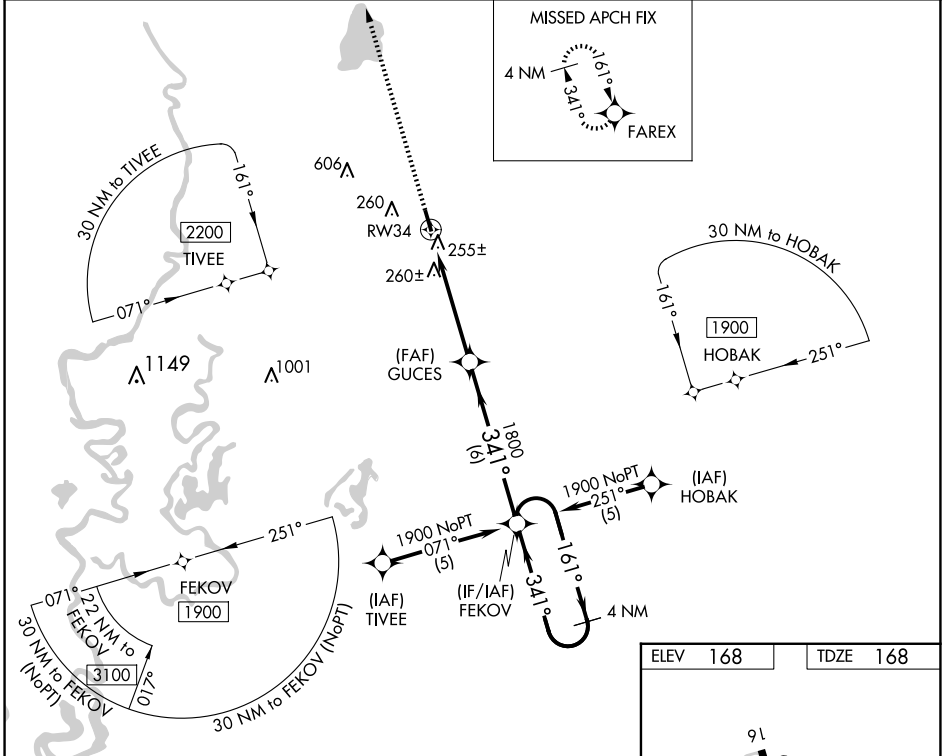 MISSED APCH FIX
4 NM
161°
341°
FAREX
30 NM to TIVEE
161°
2200
TIVEE
071°
606
260
RW34
255±
260±
30 NM to HOBAK
161°
1900
HOBAK
251°
1149
1001
(FAF)
GUCES
1800
341°
(6)
1900 NoPT
251°
(5)
(IAF)
HOBAK
1900 NoPT
071°
(5)
(IAF)
TIVEE
(IF/IAF)
FEKOV
341°
161°
4 NM
251°
071°
FEKOV
1900
22 NM to
FEKOV
3100
017°
30 NM to FEKOV
(NoPT)
30 NM to FEKOV (NoPT)
ELEV 168
TDZE 168
16